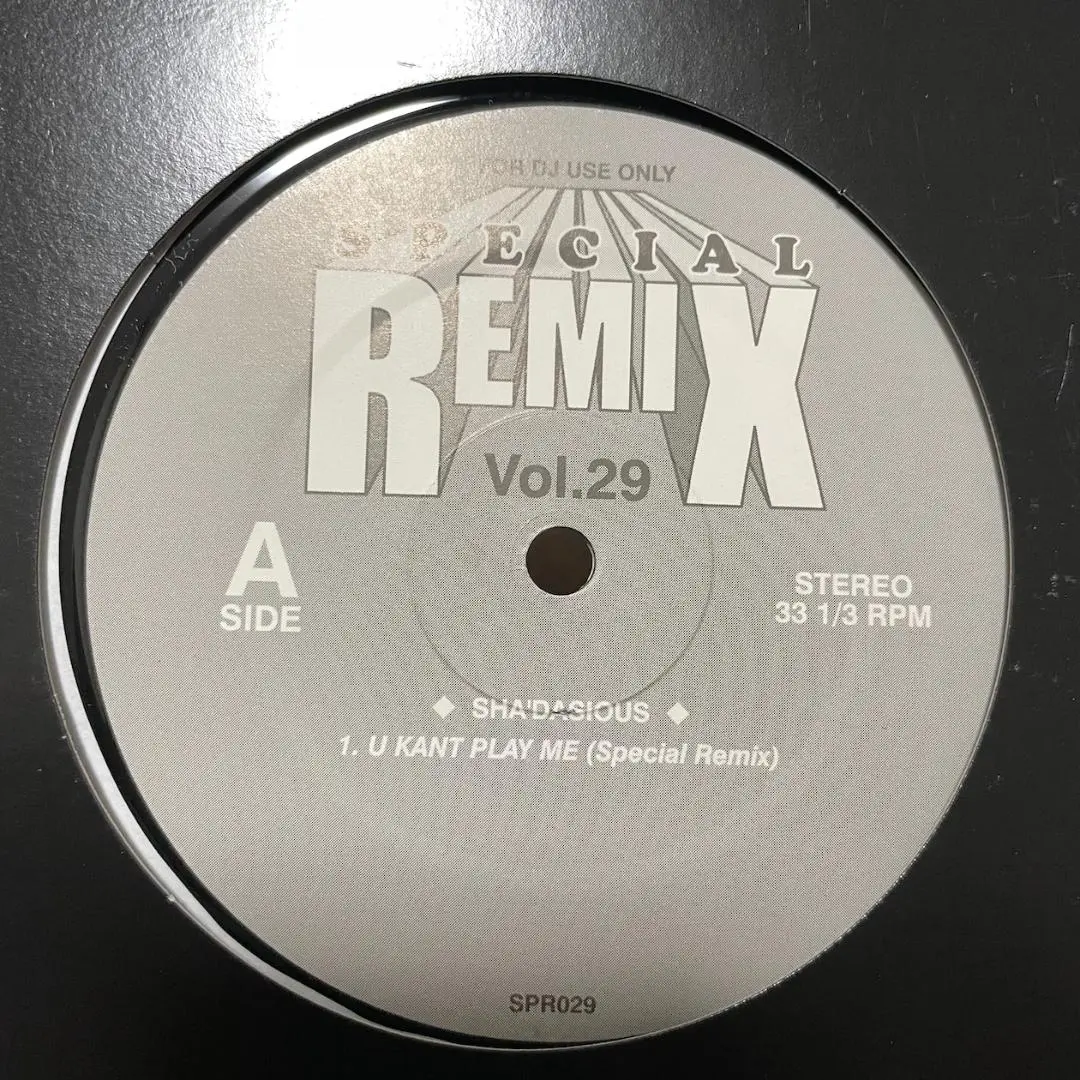 FOR DJ USE ONLY
SPECIAL
REMIX
Vol.29
A
SIDE
STEREO
33 1/3 RPM
◆ SHA'DASIOUS ◆
1. U KANT PLAY ME (Special Remix)
SPR029